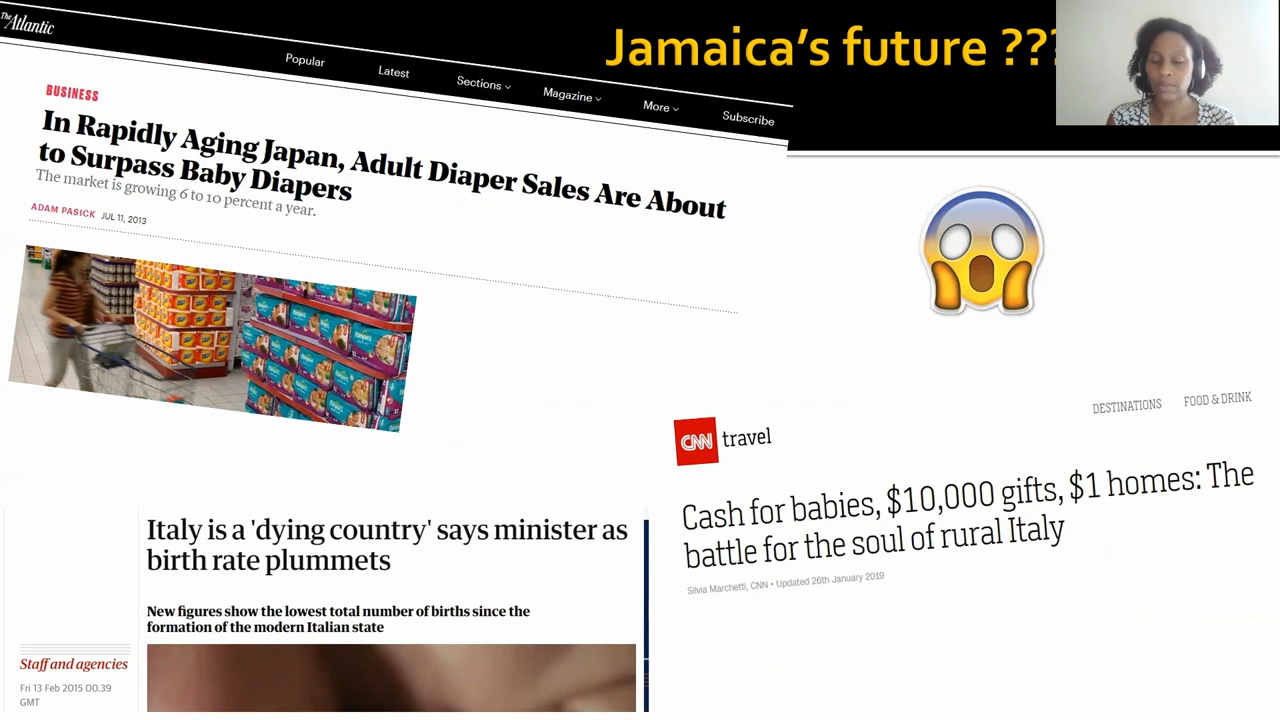 The Atlantic
Jamaica’s future ???
Popular
Latest
Sections
Magazine
More
Subscribe
BUSINESS
In Rapidly Aging Japan, Adult Diaper Sales Are About
to Surpass Baby Diapers
The market is growing 6 to 10 percent a year.
ADAM PASICK JUL 11, 2013
DESTINATIONS
FOOD & DRINK
CNN travel
Cash for babies, $10,000 gifts, $1 homes: The
battle for the soul of rural Italy
Silvia Marchetti, CNN • Updated 26th January 2019
Italy is a 'dying country' says minister as
birth rate plummets
New figures show the lowest total number of births since the
formation of the modern Italian state
Staff and agencies
Fri 13 Feb 2015 00.39
GMT